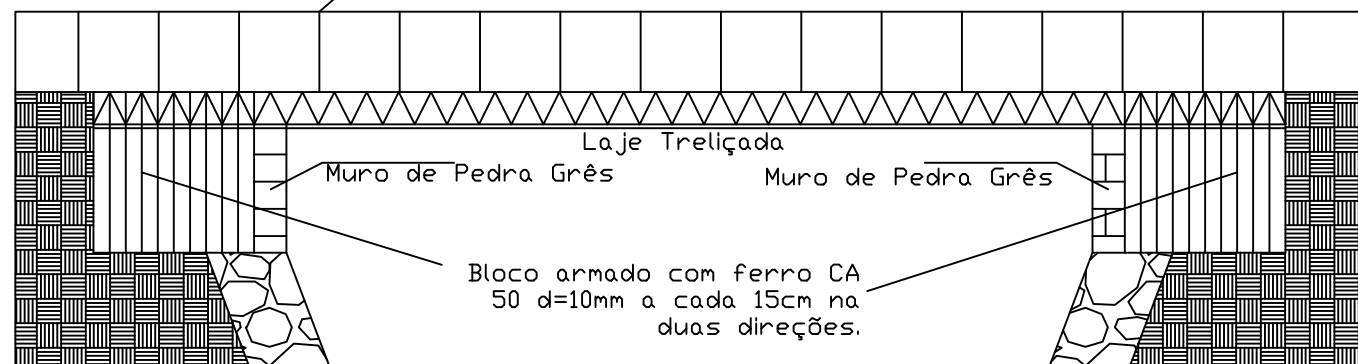 Laje Treliçada
Muro de Pedra Grês
Muro de Pedra Grês
Bloco armado com ferro CA
50 d=10mm a cada 15cm na
duas direções.